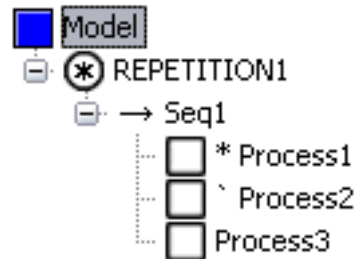 Model
REPETITION1
→ Seq1
* Process1
` Process2
Process3